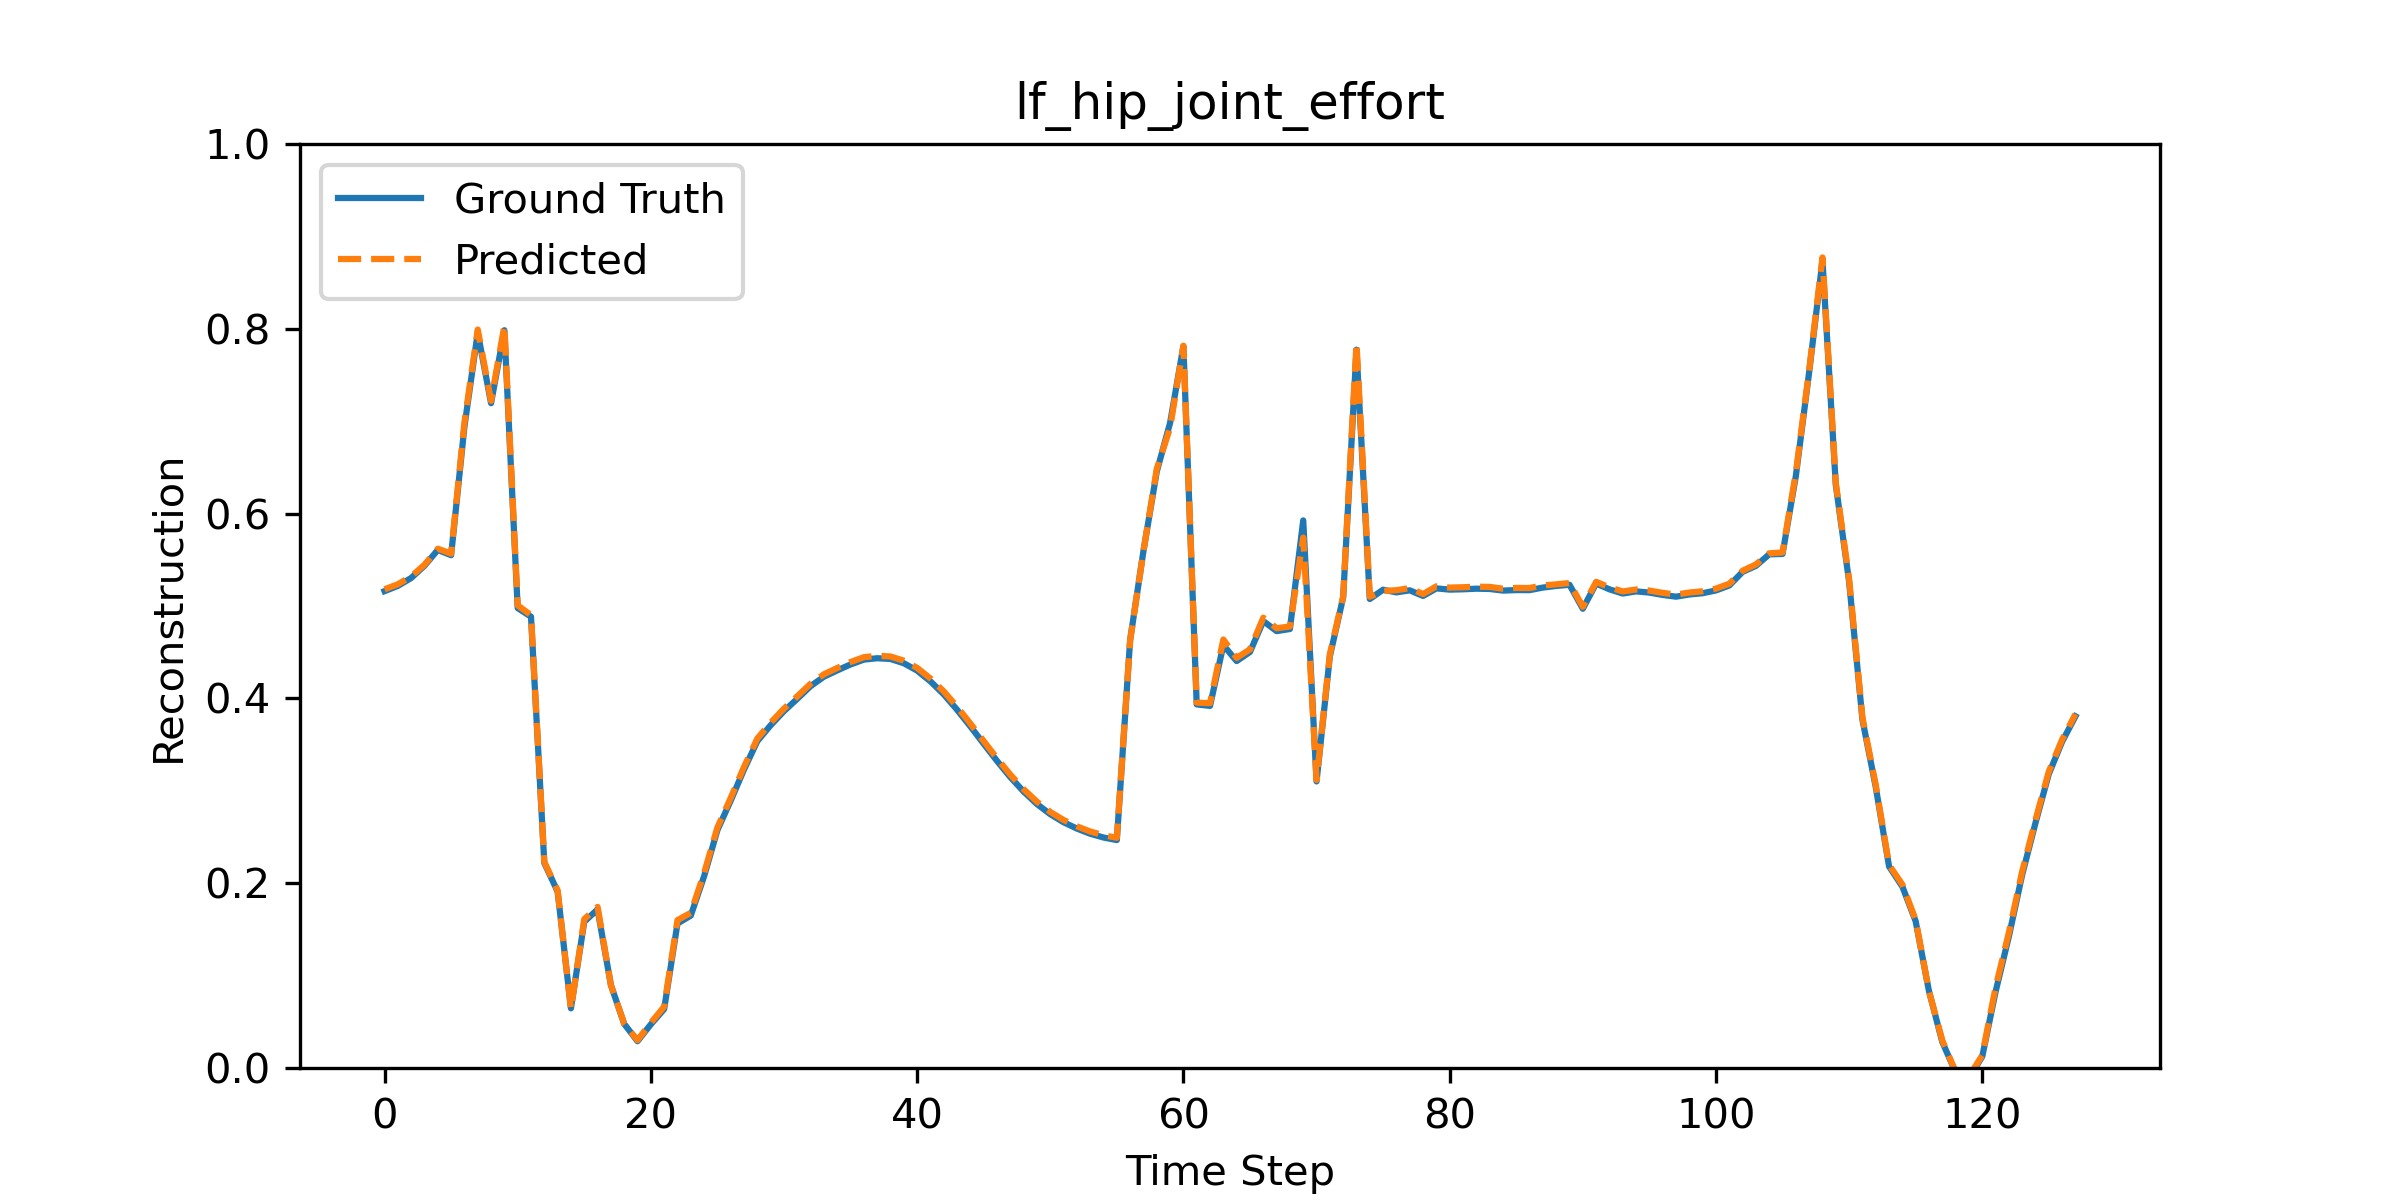 lf_hip_joint_effort
1.0
0.8
0.6
0.4
0.2
0.0
Reconstruction
Ground Truth
Predicted
0 20 40 60 80 100 120
Time Step